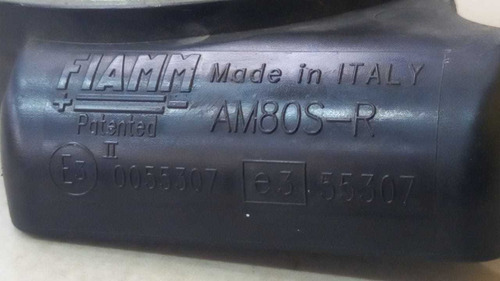 FIAMM Made in ITALY
+ -
Patented AM80S-R
II
E3 0055307 e3 55307